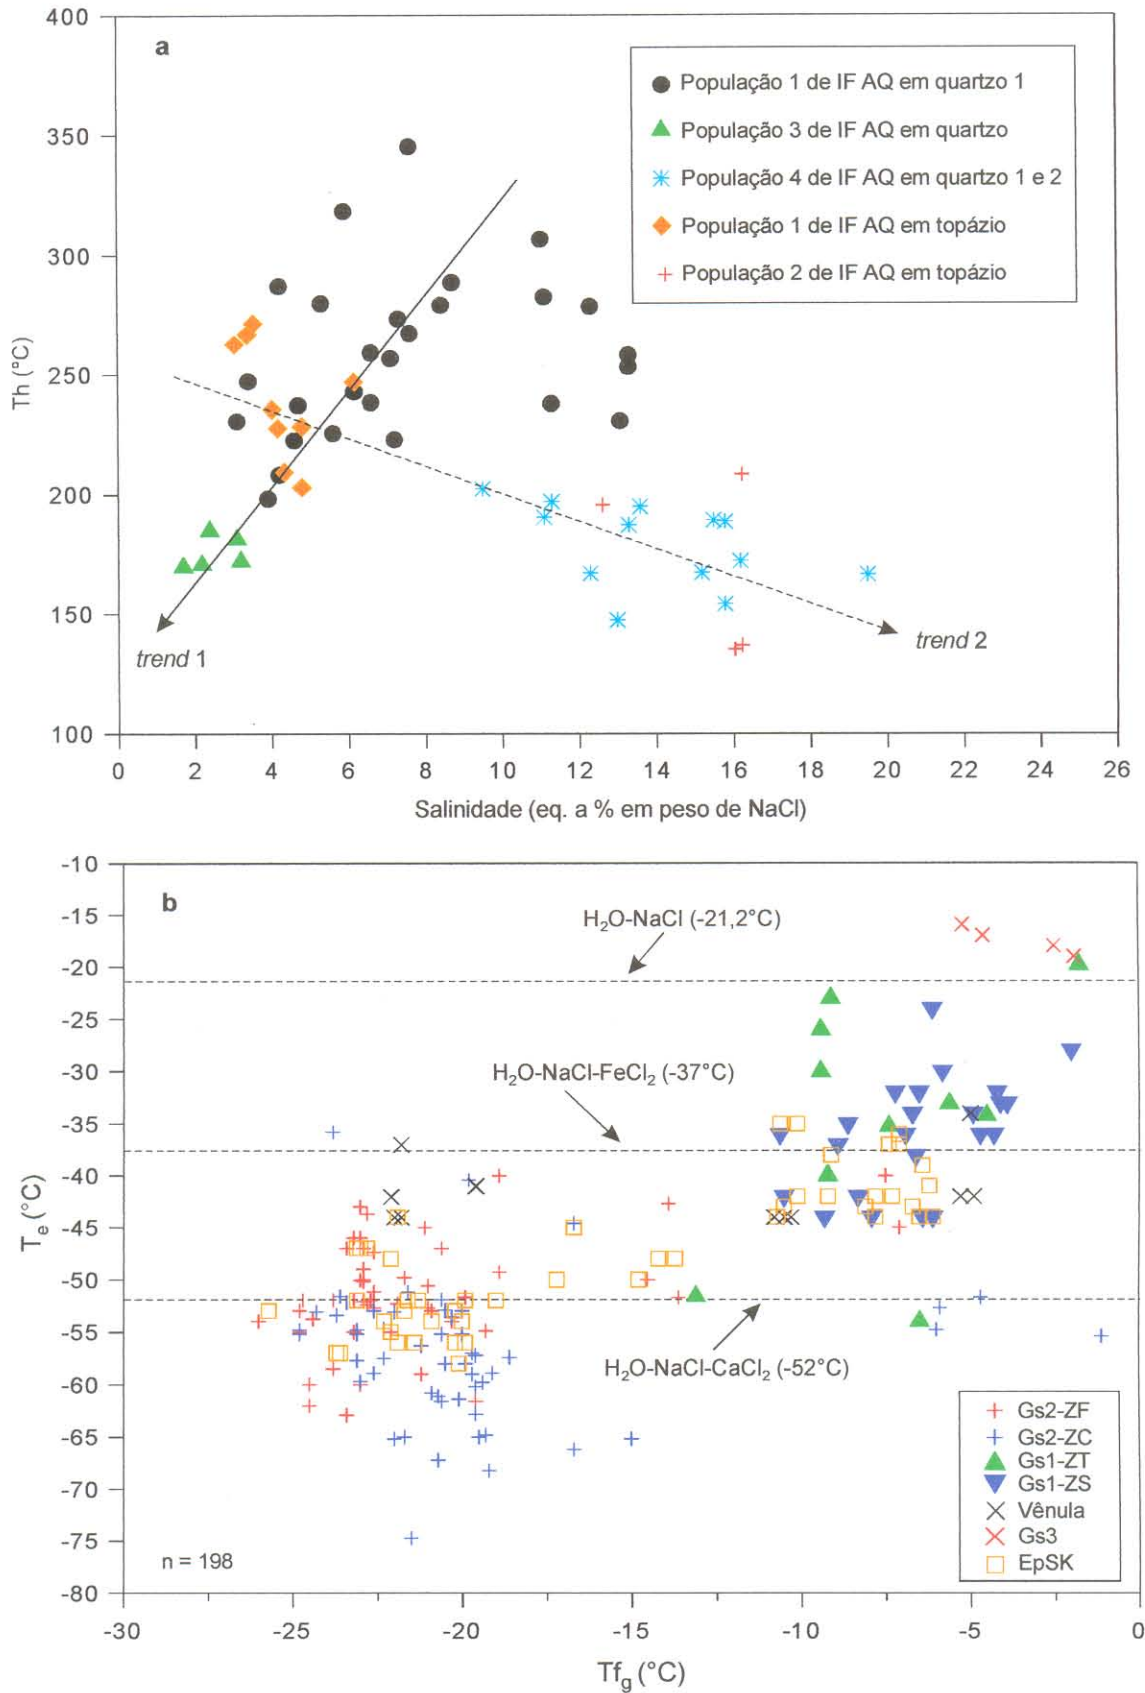 a
400
350
300
250
200
150
100
Th (°C)
População 1 de IF AQ em quartzo 1
População 3 de IF AQ em quartzo
População 4 de IF AQ em quartzo 1 e 2
População 1 de IF AQ em topázio
População 2 de IF AQ em topázio
trend 1
trend 2
0 2 4 6 8 10 12 14 16 18 20 22 24 26
Salinidade (eq. a % em peso de NaCl)
b
-10
-15
-20
-25
-30
-35
-40
-45
-50
-55
-60
-65
-70
-75
-80
Te (°C)
H2O-NaCl (-21,2°C)
H2O-NaCl-FeCl2 (-37°C)
H2O-NaCl-CaCl2 (-52°C)
Gs2-ZF
Gs2-ZC
Gs1-ZT
Gs1-ZS
Vênula
Gs3
EpSK
n = 198
-30 -25 -20 -15 -10 -5 0
Tfg (°C)